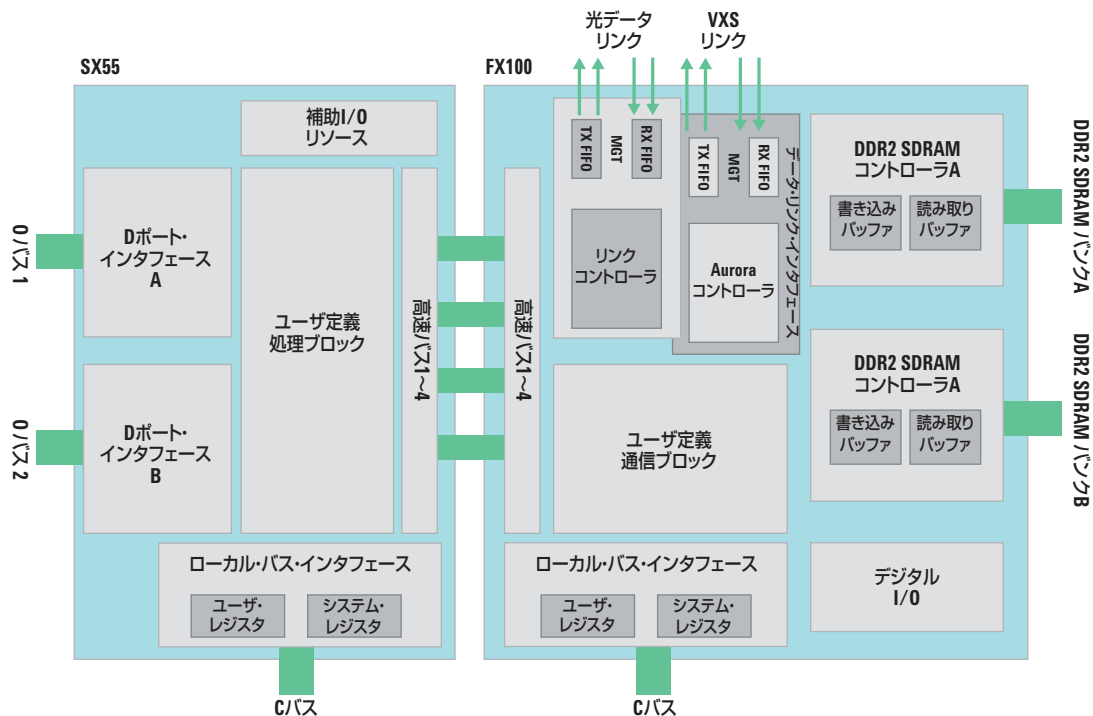 光データ
リンク
VXS
リンク
SX55
FX100
補助I/O
リソース
Dポート・
インタフェース
A
Dポート・
インタフェース
B
ユーザ定義
処理ブロック
高速バス1～4
ローカル・バス・インタフェース
ユーザ・
レジスタ
システム・
レジスタ
0 バス 1
0 バス 2
Cバス
高速バス1～4
TX FIFO
MGT
RX FIFO
リンク
コントローラ
TX FIFO
MGT
RX FIFO
Aurora
コントローラ
データ・リンク・インタフェース
ユーザ定義
通信ブロック
ローカル・バス・インタフェース
ユーザ・
レジスタ
システム・
レジスタ
Cバス
DDR2 SDRAM
コントローラA
書き込み
バッファ
読み取り
バッファ
DDR2 SDRAM
コントローラA
書き込み
バッファ
読み取り
バッファ
デジタル
I/O
DDR2 SDRAM バンクA
DDR2 SDRAM バンクB